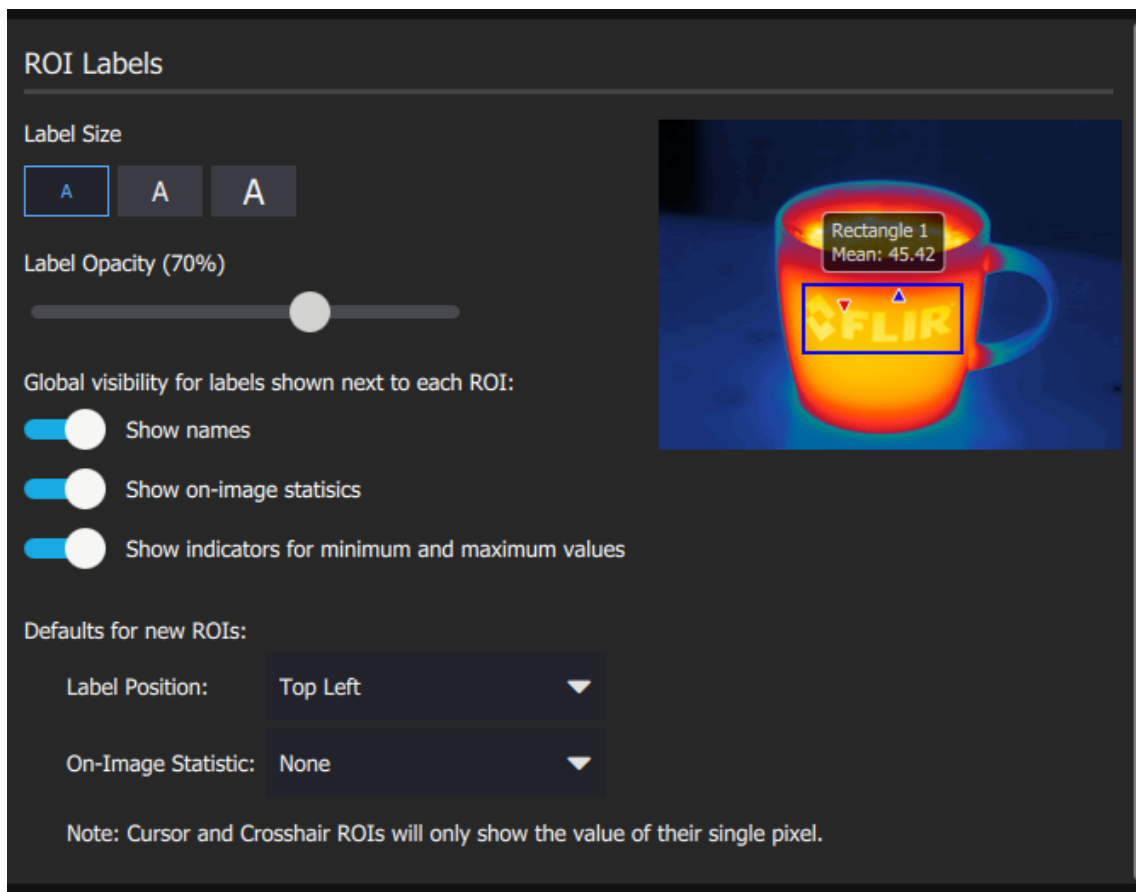 ROI Labels
Label Size
A A A
Label Opacity (70%)
Global visibility for labels shown next to each ROI:
Show names
Show on-image statisics
Show indicators for minimum and maximum values
Rectangle 1
Mean: 45.42
FLIR
Defaults for new ROIs:
Label Position: Top Left
On-Image Statistic: None
Note: Cursor and Crosshair ROIs will only show the value of their single pixel.